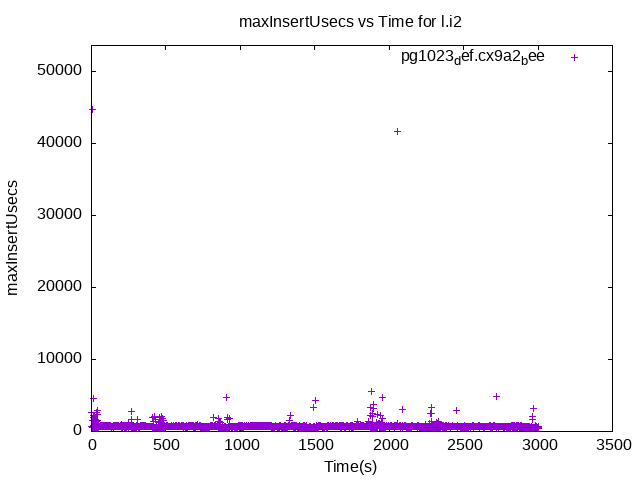 maxInsertUsecs vs Time for l.i2
pg1023def.cx9a2bee
50000
40000
30000
20000
10000
0
maxInsertUsecs
0 500 1000 1500 2000 2500 3000 3500
Time(s)